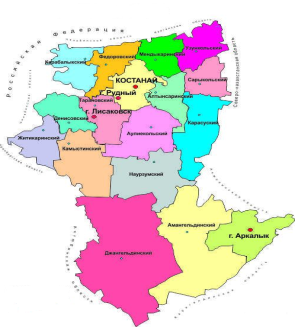 Российская Федерация
Узункольский
Мендыкаринский
Федоровский
Карабалыкский
КОСТАНАЙ
Сарыкольский
г. Рудный
Алтынсаринский
Тарановский
г. Лисаковск
Денисовский
Карасуский
Житикаринский
Аулиекольский
Камыстинский
Наурзумский
Амангельдинский
г. Аркалык
Джангельдинский